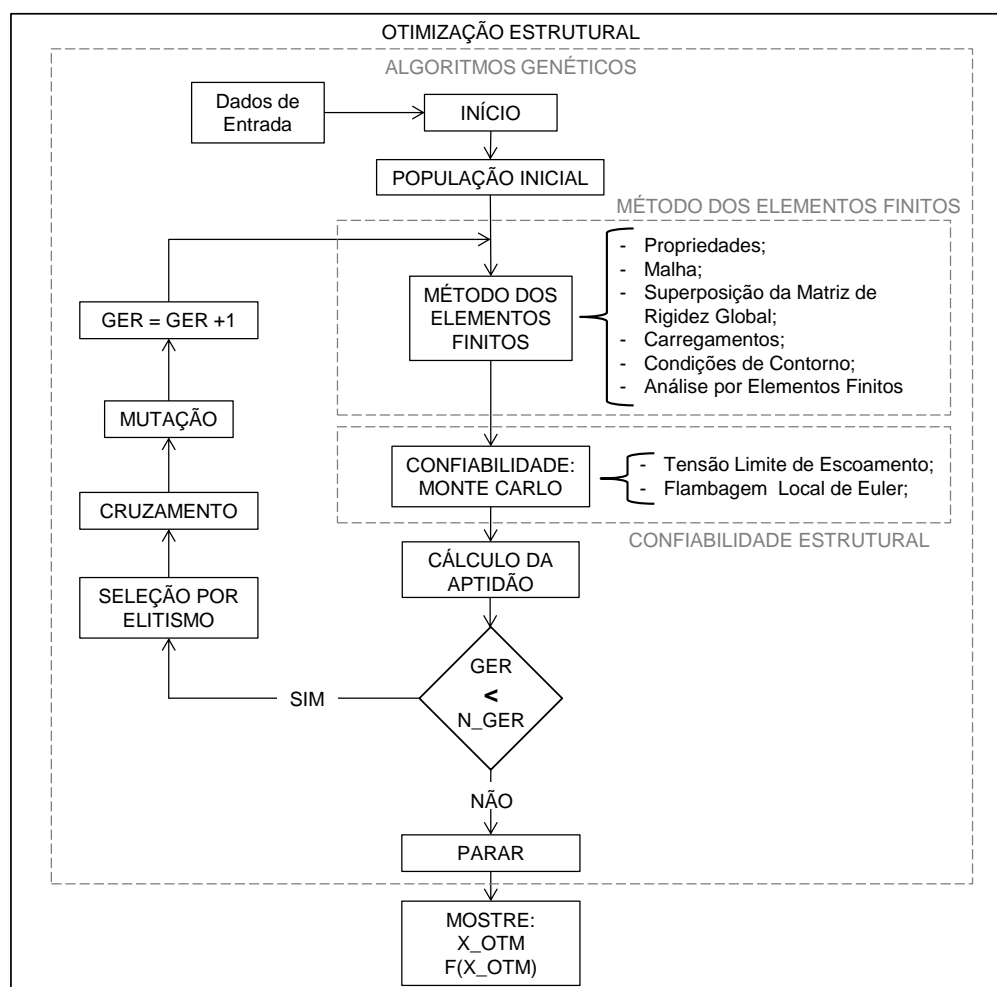 OTIMIZAÇÃO ESTRUTURAL
ALGORITMOS GENÉTICOS
Dados de
Entrada
INÍCIO
POPULAÇÃO INICIAL
MÉTODO DOS ELEMENTOS FINITOS
MÉTODO DOS
ELEMENTOS
FINITOS
- Propriedades;
- Malha;
- Superposição da Matriz de
Rigidez Global;
- Carregamentos;
- Condições de Contorno;
- Análise por Elementos Finitos
CONFIABILIDADE:
MONTE CARLO
- Tensão Limite de Escoamento;
- Flambagem Local de Euler;
CONFIABILIDADE ESTRUTURAL
CÁLCULO DA
APTIDÃO
GER
<
N_GER
SIM
SELEÇÃO POR
ELITISMO
CRUZAMENTO
MUTAÇÃO
GER = GER +1
NÃO
PARAR
MOSTRE:
X_OTM
F(X_OTM)